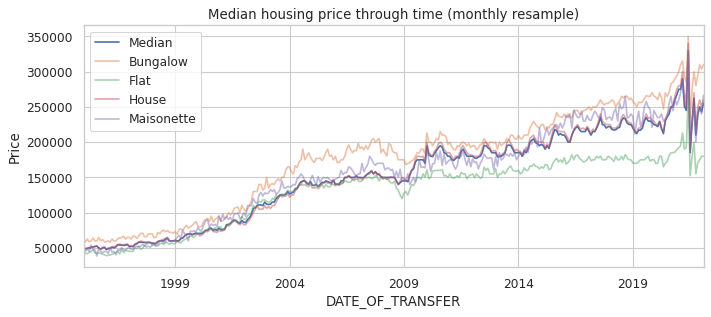 Median housing price through time (monthly resample)
350000
300000
250000
200000
150000
100000
50000
Price
Median
Bungalow
Flat
House
Maisonette
1999
2004
2009
2014
2019
DATE_OF_TRANSFER